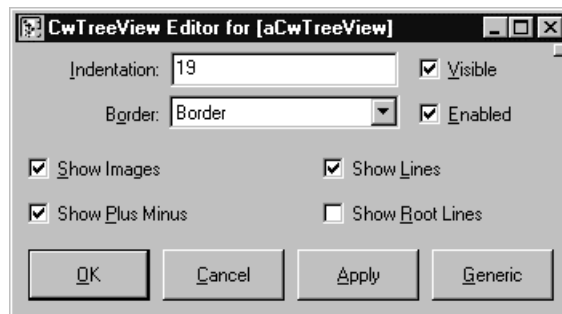 CwTreeView Editor for [aCwTreeView]
Indentation: 19 Visible
Border: Border Enabled
Show Images Show Lines
Show Plus Minus Show Root Lines
OK Cancel Apply Generic